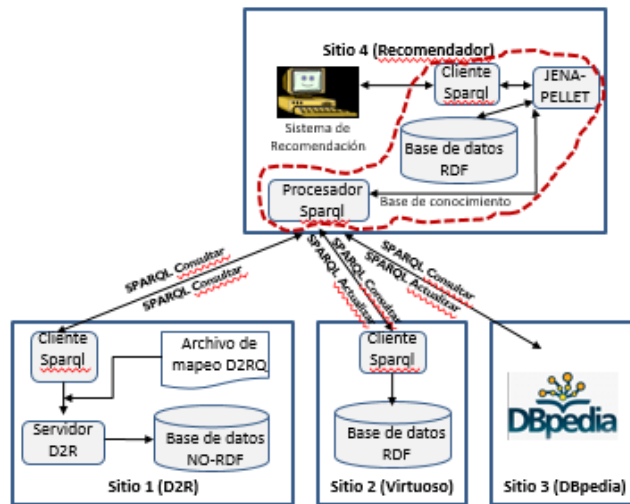 Sitio 4 (Recomendador)
Cliente
Sparql
JENA-
PELLET
Sistema de
Recomendación
Base de datos
RDF
Procesador
Sparql
Base de conocimiento
SPARQL Consultar
SPARQL Consultar
SPARQL Consultar
SPARQL Actualizar
SPARQL Consultar
SPARQL Actualizar
Cliente
Sparql
Archivo de
mapeo D2RQ
Servidor
D2R
Base de datos
NO-RDF
Sitio 1 (D2R)
Cliente
Sparql
Base de datos
RDF
Sitio 2 (Virtuoso)
DBpedia
Sitio 3 (DBpedia)